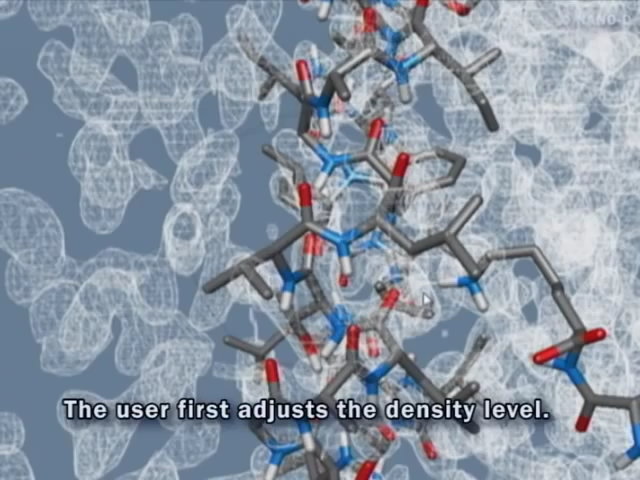 The user first adjusts the density level.